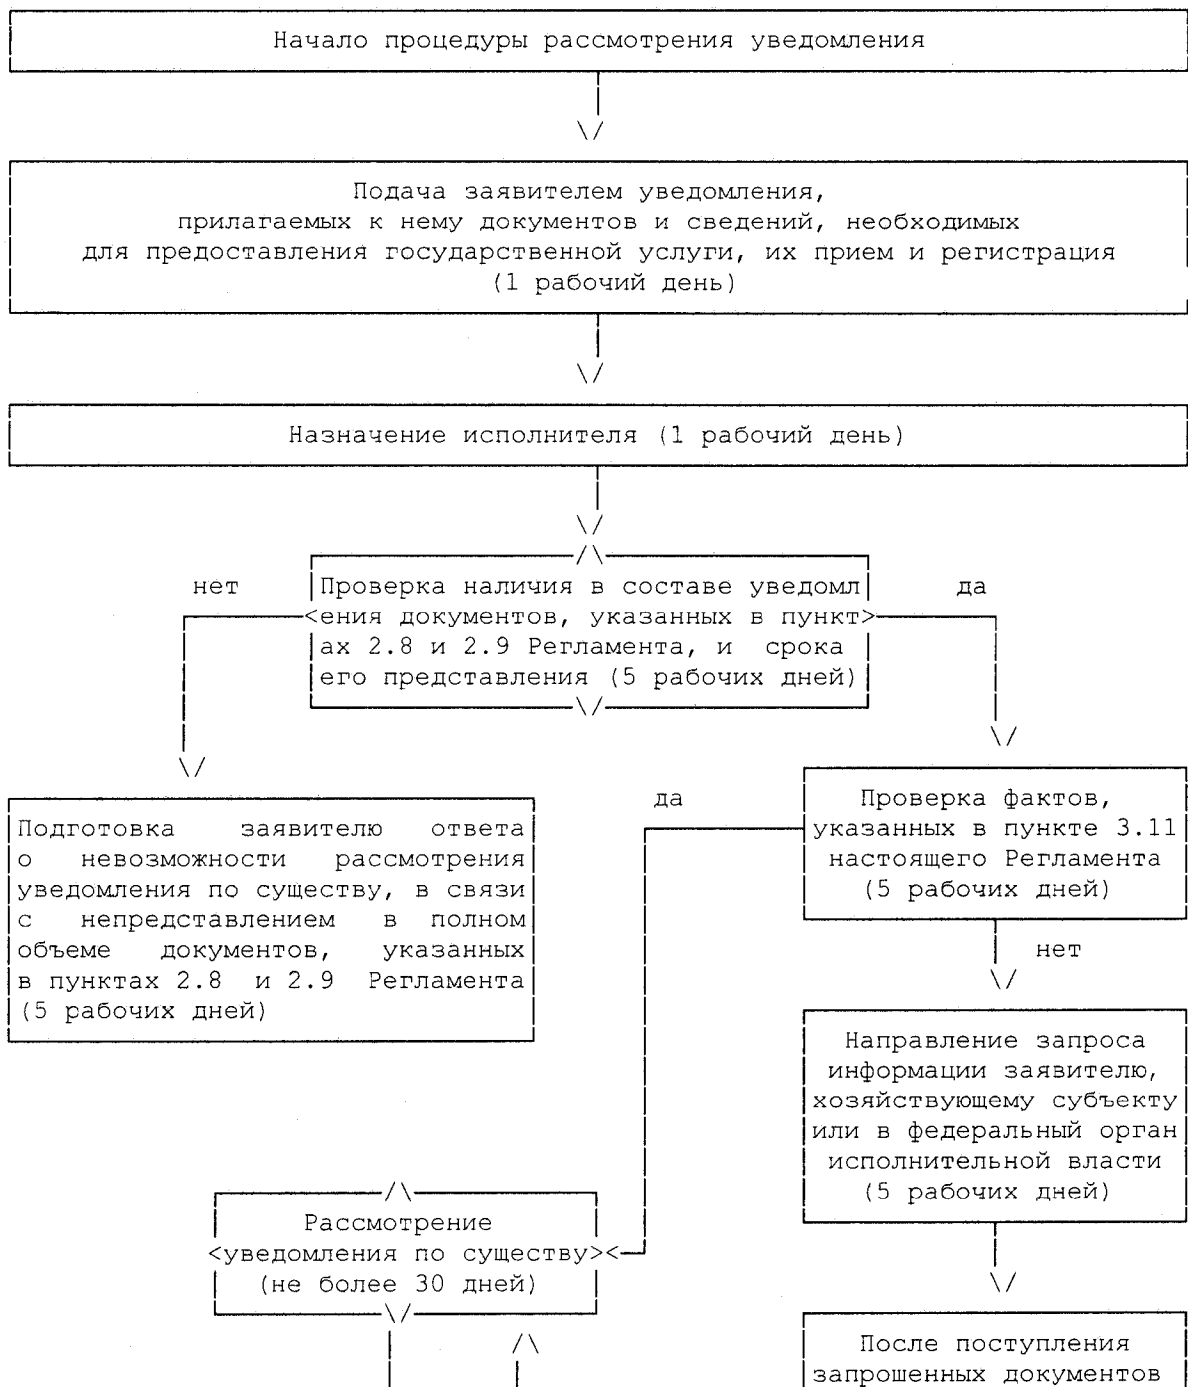 Начало процедуры рассмотрения уведомления
Подача заявителем уведомления,
прилагаемых к нему документов и сведений, необходимых
для предоставления государственной услуги, их прием и регистрация
(1 рабочий день)
Назначение исполнителя (1 рабочий день)
нет
Проверка наличия в составе уведомл
ения документов, указанных в пункт
ах 2.8 и 2.9 Регламента, и срока
его представления (5 рабочих дней)
да
Подготовка заявителю ответа
о невозможности рассмотрения
уведомления по существу, в связи
с непредставлением в полном
объеме документов, указанных
в пунктах 2.8 и 2.9 Регламента
(5 рабочих дней)
да
Проверка фактов,
указанных в пункте 3.11
настоящего Регламента
(5 рабочих дней)
нет
Направление запроса
информации заявителю,
хозяйствующему субъекту
или в федеральный орган
исполнительной власти
(5 рабочих дней)
Рассмотрение
уведомления по существу
(не более 30 дней)
После поступления
запрошенных документов